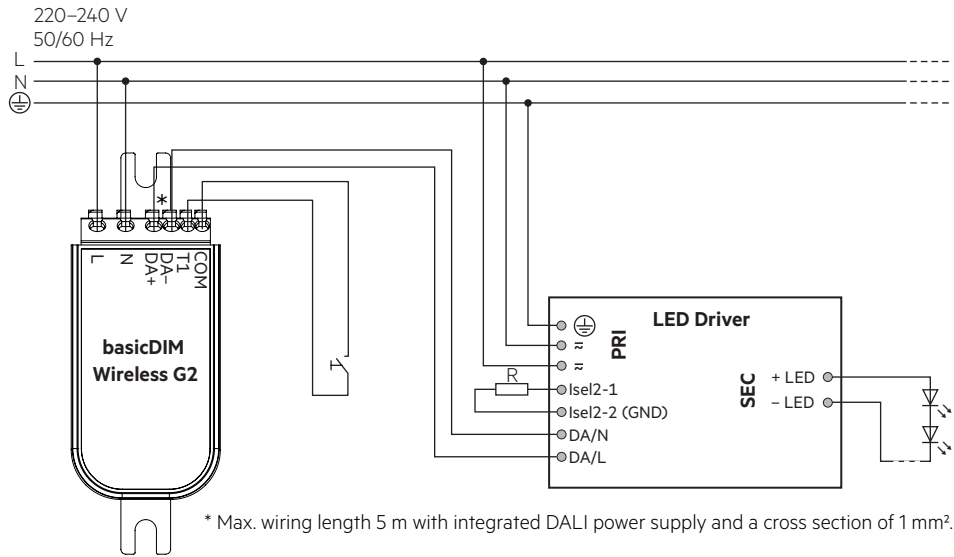 220–240 V
50/60 Hz
L
N
*
L
N
DA+
DA–
T1
COM
basicDIM
Wireless G2
LED Driver
PRI
≂
≂
R
Isel2-1
Isel2-2 (GND)
DA/N
DA/L
SEC
+ LED
– LED
* Max. wiring length 5 m with integrated DALI power supply and a cross section of 1 mm².